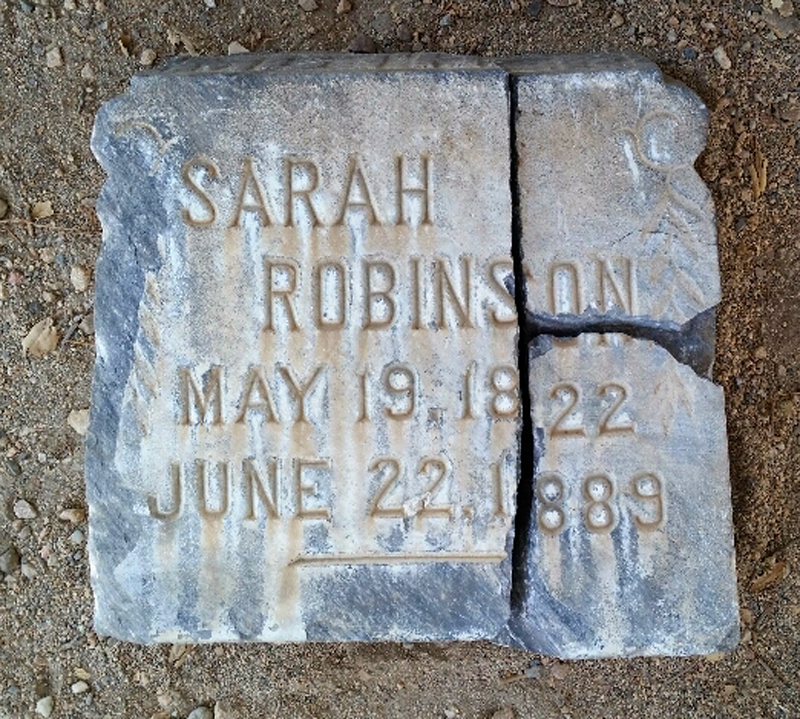 SARAH
ROBINSON
MAY 19, 1822
JUNE 22, 1889